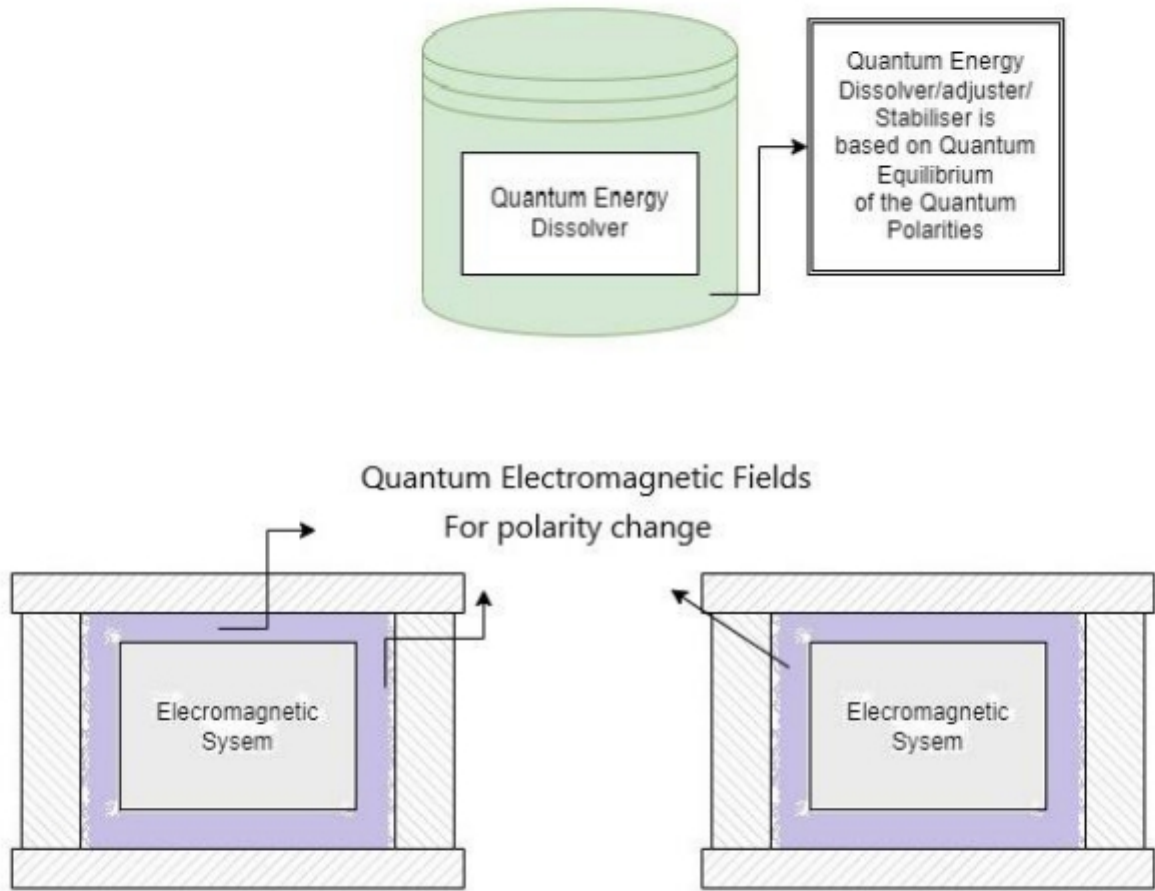 Quantum Energy
Dissolver
Quantum Energy
Dissolver/adjuster/
Stabiliser is
based on Quantum
Equilibrium
of the Quantum
Polarities
Quantum Electromagnetic Fields
For polarity change
Elecromagnetic
Sysem
Elecromagnetic
Sysem